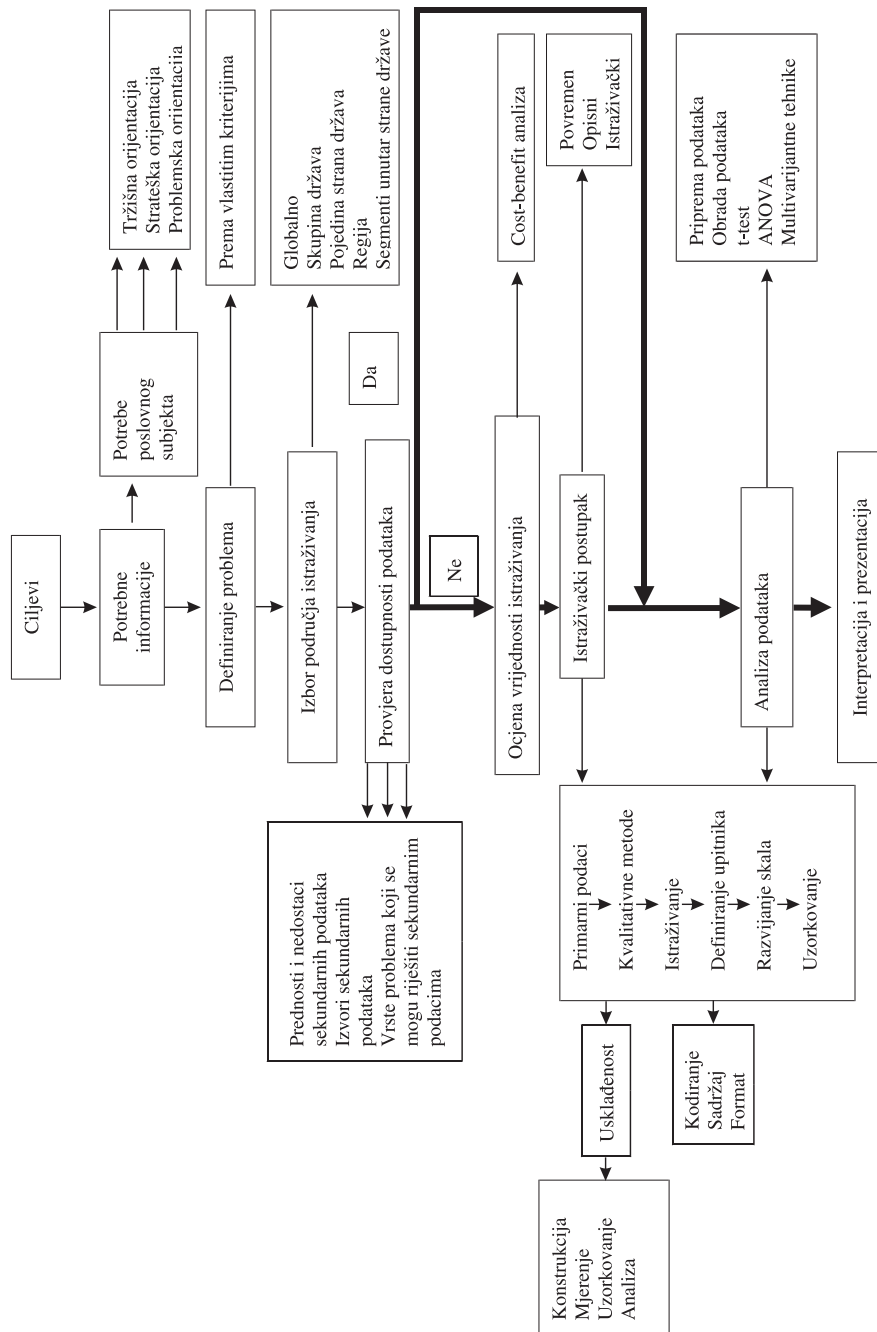 Ciljevi
Potrebne
informacije
Potrebe
poslovnog
subjekta
Tržišna orijentacija
Strateška orijentacija
Problemska oriientaciia
Definiranje problema
Prema vlastitim kriterijima
Izbor područja istraživanja
Globalno
Skupina država
Pojedina strana država
Regija
Segmenti unutar strane države
Provjera dostupnosti podataka
Da
Prednosti i nedostaci
sekundarnih podataka
Izvori sekundarnih
podataka
Vrste problema koji se
mogu riješiti sekundarnim
podacima
Ne
Ocjena vrijednosti istraživanja
Cost-benefit analiza
Istraživački postupak
Povremen
Opisni
Istraživački
Primarni podaci
Kvalitativne metode
Istraživanje
Definiranje upitnika
Razvijanje skala
Uzorkovanje
Usklađenost
Konstrukcija
Mjerenje
Uzorkovanje
Analiza
Kodiranje
Sadržaj
Format
Analiza podataka
Priprema podataka
Obrada podataka
t-test
ANOVA
Multivarijantne tehnike
Interpretacija i prezentacija